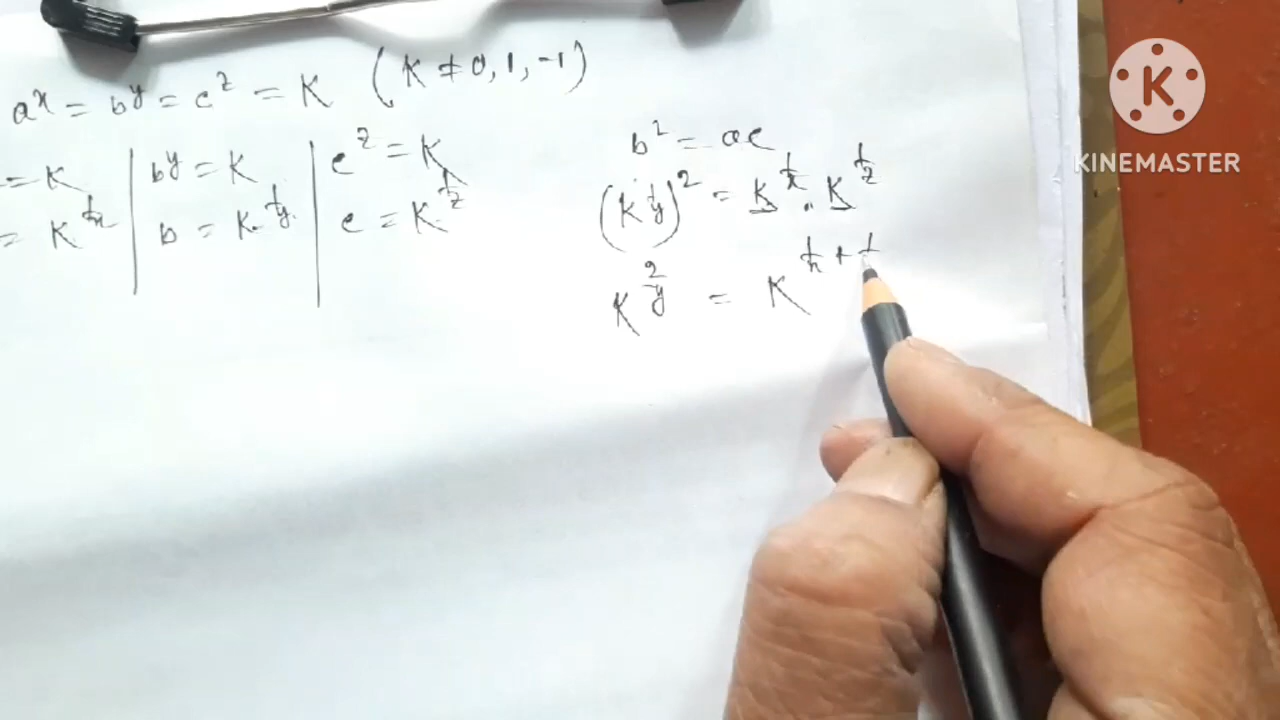 a^x = b^y = c^z = K (K ≠ 0, 1, -1)
= K | b^y = K | c^z = K
= K^{1/x} | b = K^{1/y} | c = K^{1/z}
b^2 = ac
(K^{1/y})^2 = K^{1/x} . K^{1/z}
K^{2/y} = K^{1/x + 1/
K
KINEMASTER